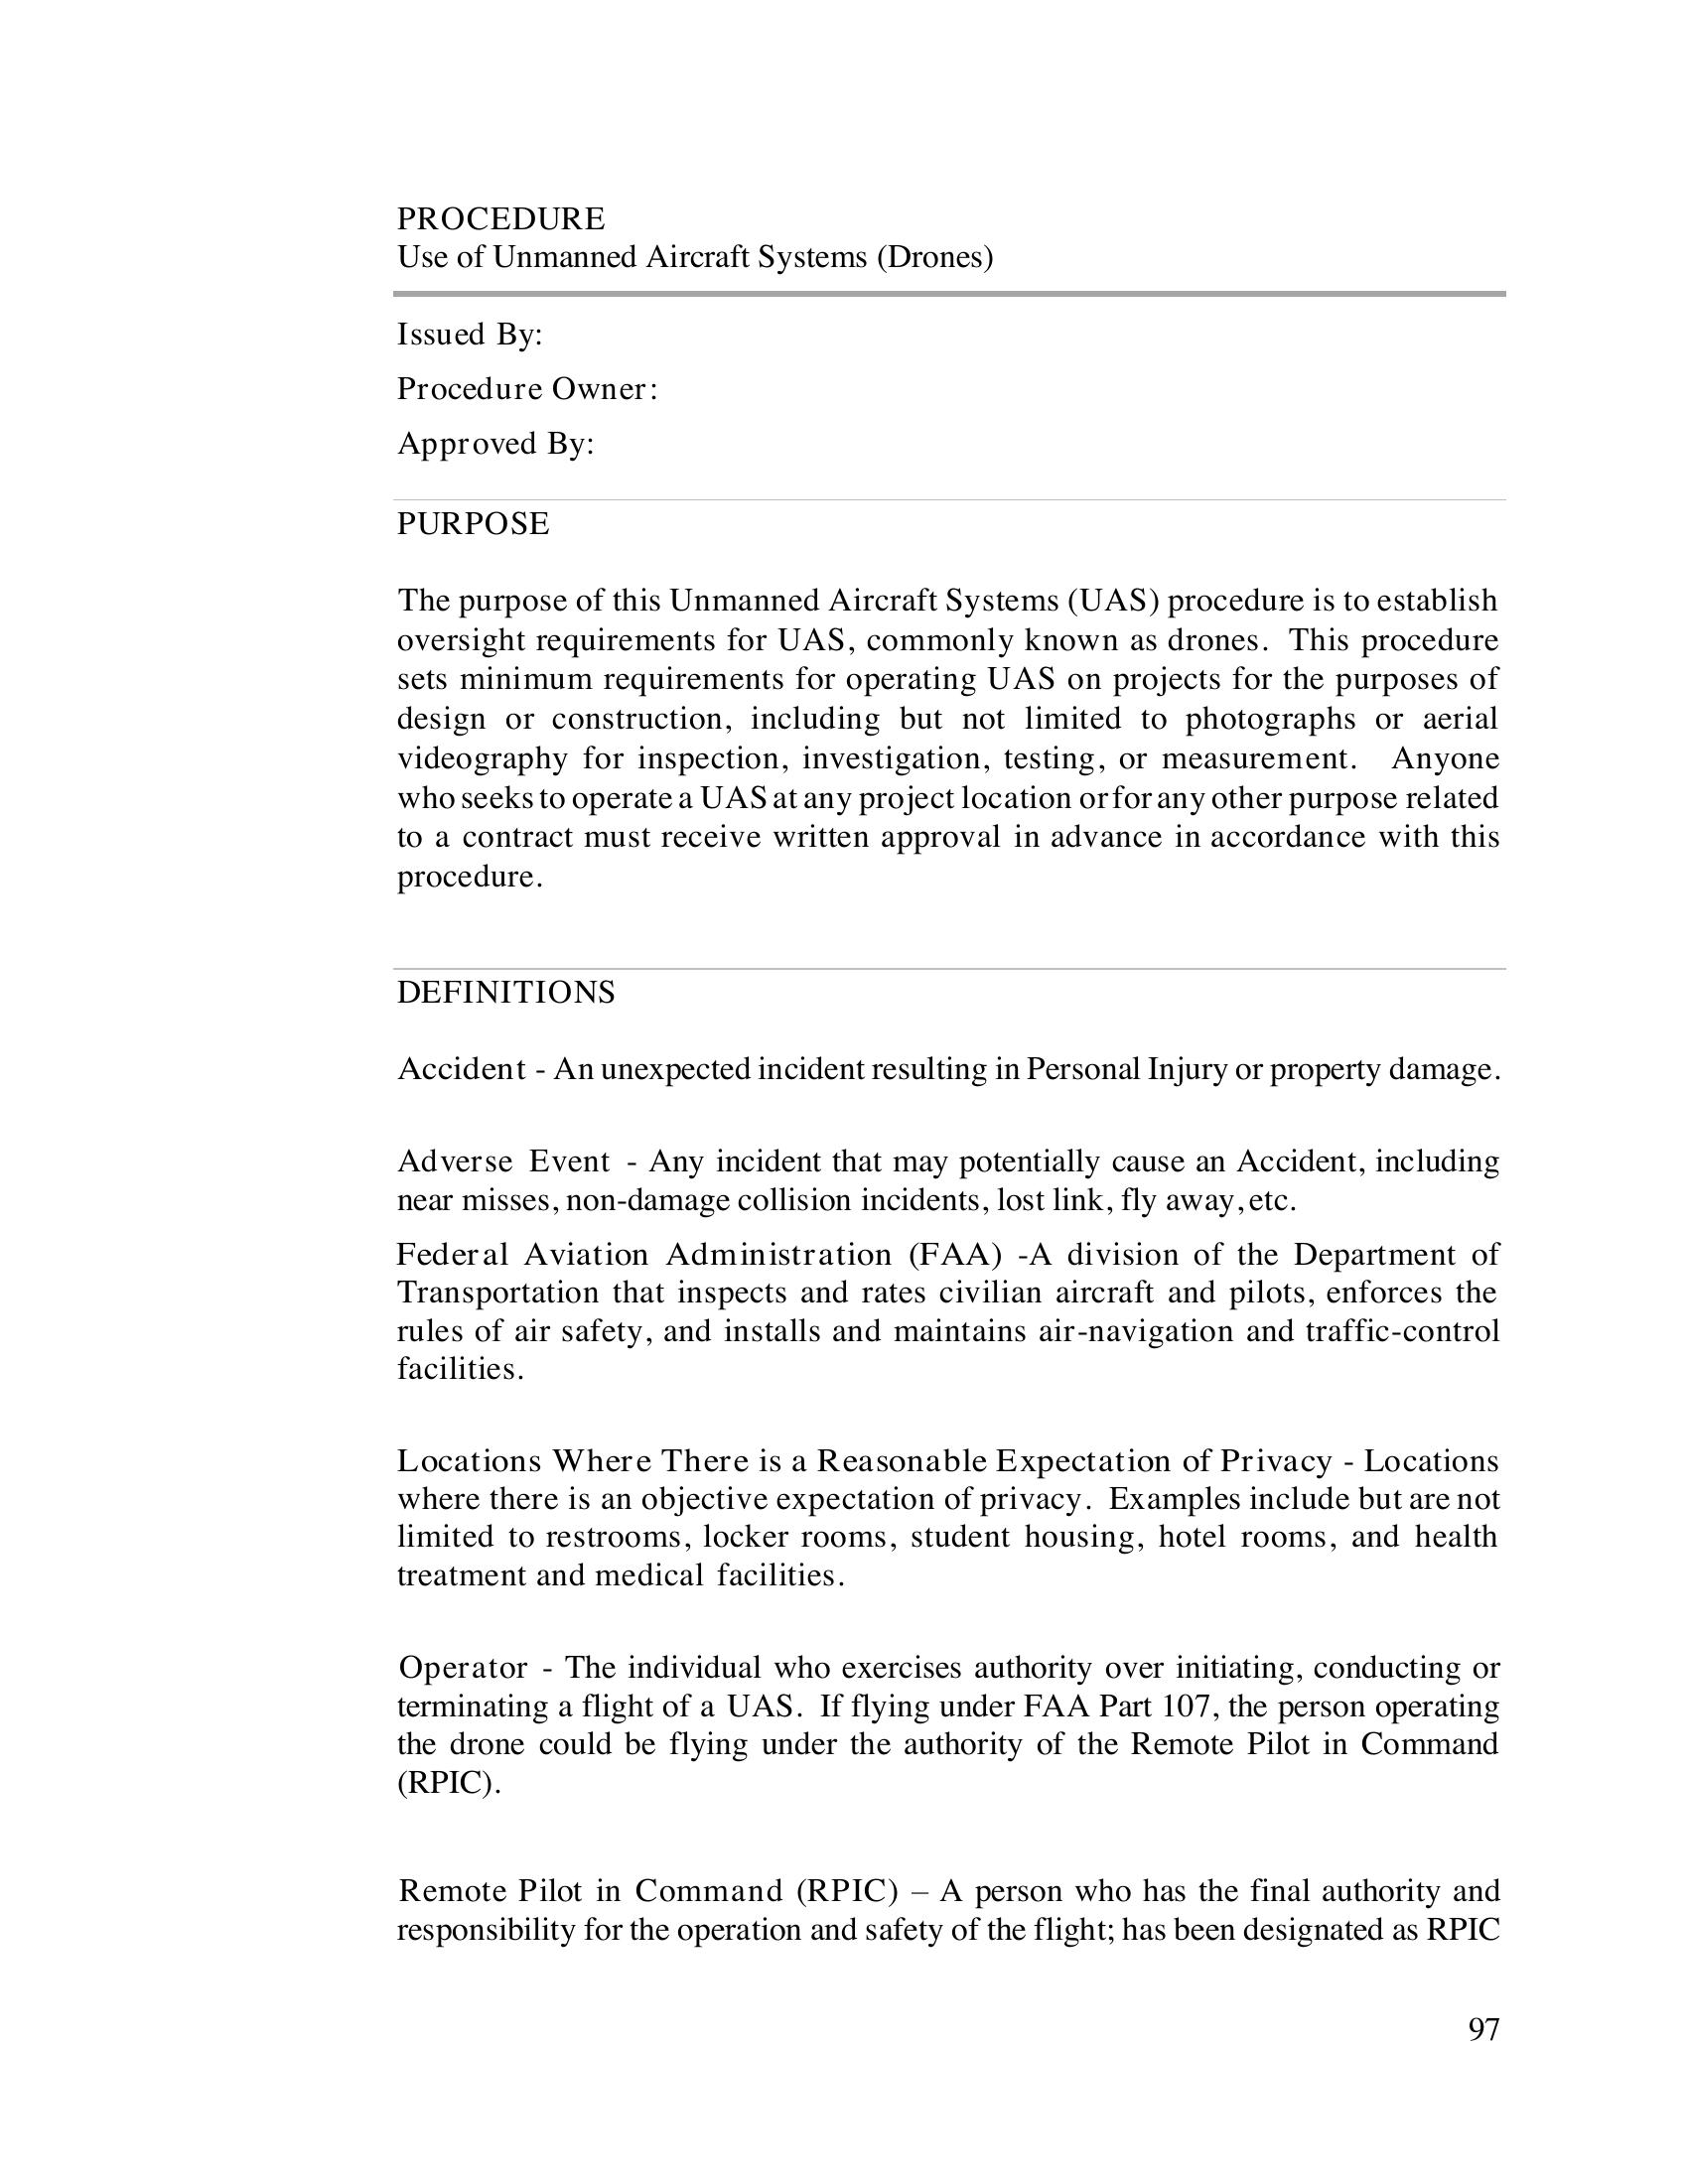 PROCEDURE
Use of Unmanned Aircraft Systems (Drones)
Issued By:
Procedure Owner:
Approved By:
PURPOSE
The purpose of this Unmanned Aircraft Systems (UAS) procedure is to establish
oversight requirements for UAS, commonly known as drones. This procedure
sets minimum requirements for operating UAS on projects for the purposes of
design or construction, including but not limited to photographs or aerial
videography for inspection, investigation, testing, or measurement. Anyone
who seeks to operate a UAS at any project location or for any other purpose related
to a contract must receive written approval in advance in accordance with this
procedure.
DEFINITIONS
Accident - An unexpected incident resulting in Personal Injury or property damage.
Adverse Event - Any incident that may potentially cause an Accident, including
near misses, non-damage collision incidents, lost link, fly away, etc.
Federal Aviation Administration (FAA) -A division of the Department of
Transportation that inspects and rates civilian aircraft and pilots, enforces the
rules of air safety, and installs and maintains air-navigation and traffic-control
facilities.
Locations Where There is a Reasonable Expectation of Privacy - Locations
where there is an objective expectation of privacy. Examples include but are not
limited to restrooms, locker rooms, student housing, hotel rooms, and health
treatment and medical facilities.
Operator - The individual who exercises authority over initiating, conducting or
terminating a flight of a UAS. If flying under FAA Part 107, the person operating
the drone could be flying under the authority of the Remote Pilot in Command
(RPIC).
Remote Pilot in Command (RPIC) – A person who has the final authority and
responsibility for the operation and safety of the flight; has been designated as RPIC
97